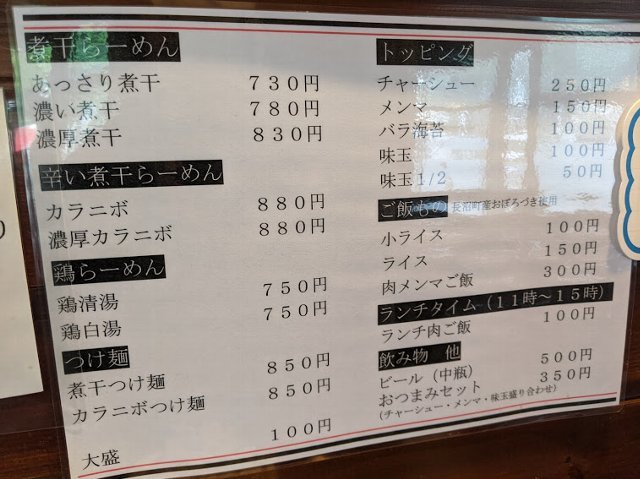 煮干らーめん
あっさり煮干 730円
濃い煮干 780円
濃厚煮干 830円
辛い煮干らーめん
カラニボ 880円
濃厚カラニボ 880円
鶏らーめん
鶏清湯 750円
鶏白湯 750円
つけ麺
煮干つけ麺 850円
カラニボつけ麺 850円
大盛 100円
トッピング
チャーシュー 250円
メンマ 150円
バラ海苔 100円
味玉 100円
味玉1/2 50円
ご飯もの 長沼町産おぼろづき使用
小ライス 100円
ライス 150円
肉メンマご飯 300円
ランチタイム（11時～15時）
ランチ肉ご飯 100円
飲み物 他
ビール（中瓶） 500円
おつまみセット 350円
（チャーシュー・メンマ・味玉盛り合わせ）
り